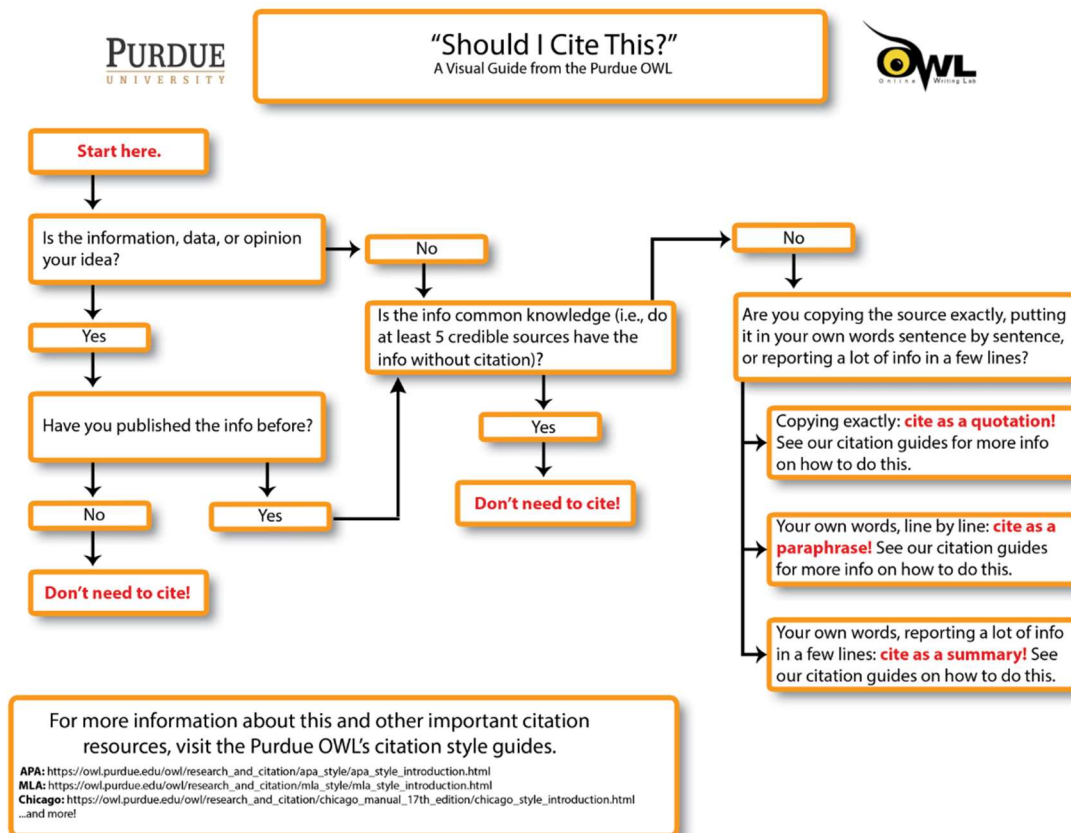 PURDUE
UNIVERSITY
“Should I Cite This?”
A Visual Guide from the Purdue OWL
OWL
Online Writing Lab
Start here.
Is the information, data, or opinion
your idea?
No
No
Yes
Is the info common knowledge (i.e., do
at least 5 credible sources have the
info without citation)?
Are you copying the source exactly, putting
it in your own words sentence by sentence,
or reporting a lot of info in a few lines?
Have you published the info before?
Yes
Copying exactly: cite as a quotation!
See our citation guides for more info
on how to do this.
No
Yes
Don’t need to cite!
Your own words, line by line: cite as a
paraphrase! See our citation guides
for more info on how to do this.
Don’t need to cite!
Your own words, reporting a lot of info
in a few lines: cite as a summary! See
our citation guides on how to do this.
For more information about this and other important citation
resources, visit the Purdue OWL’s citation style guides.
APA: https://owl.purdue.edu/owl/research_and_citation/apa_style/apa_style_introduction.html
MLA: https://owl.purdue.edu/owl/research_and_citation/mla_style/mla_style_introduction.html
Chicago: https://owl.purdue.edu/owl/research_and_citation/chicago_manual_17th_edition/chicago_style_introduction.html
...and more!